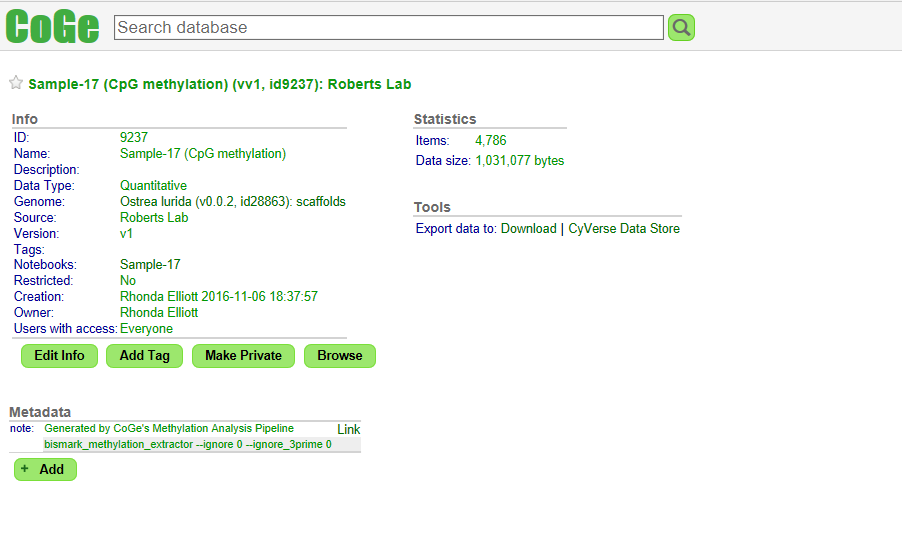 CoGe
Search database
Sample-17 (CpG methylation) (vv1, id9237): Roberts Lab
Info
ID: 9237
Name: Sample-17 (CpG methylation)
Description:
Data Type: Quantitative
Genome: Ostrea lurida (v0.0.2, id28863): scaffolds
Source: Roberts Lab
Version: v1
Tags:
Notebooks: Sample-17
Restricted: No
Creation: Rhonda Elliott 2016-11-06 18:37:57
Owner: Rhonda Elliott
Users with access: Everyone
Edit Info Add Tag Make Private Browse
Statistics
Items: 4,786
Data size: 1,031,077 bytes
Tools
Export data to: Download | CyVerse Data Store
Metadata
note: Generated by CoGe's Methylation Analysis Pipeline Link
bismark_methylation_extractor --ignore 0 --ignore_3prime 0
+ Add